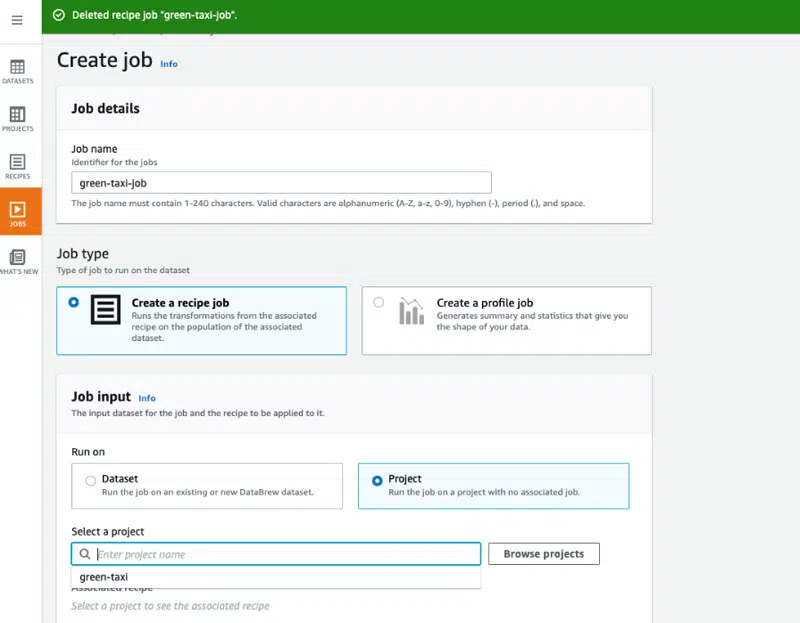 Deleted recipe job "green-taxi-job".
Create job Info
DATASETS
PROJECTS
RECIPES
JOBS
WHAT'S NEW
Job details
Job name
Identifier for the jobs
green-taxi-job
The job name must contain 1-240 characters. Valid characters are alphanumeric (A-Z, a-z, 0-9), hyphen (-), period (.), and space.
Job type
Type of job to run on the dataset
Create a recipe job
Runs the transformations from the associated
recipe on the population of the associated
dataset.
Create a profile job
Generates summary and statistics that give you
the shape of your data.
Job input Info
The input dataset for the job and the recipe to be applied to it.
Run on
Dataset
Run the job on an existing or new DataBrew dataset.
Project
Run the job on a project with no associated job.
Select a project
Enter project name
Browse projects
green-taxi
Associated recipe
Select a project to see the associated recipe